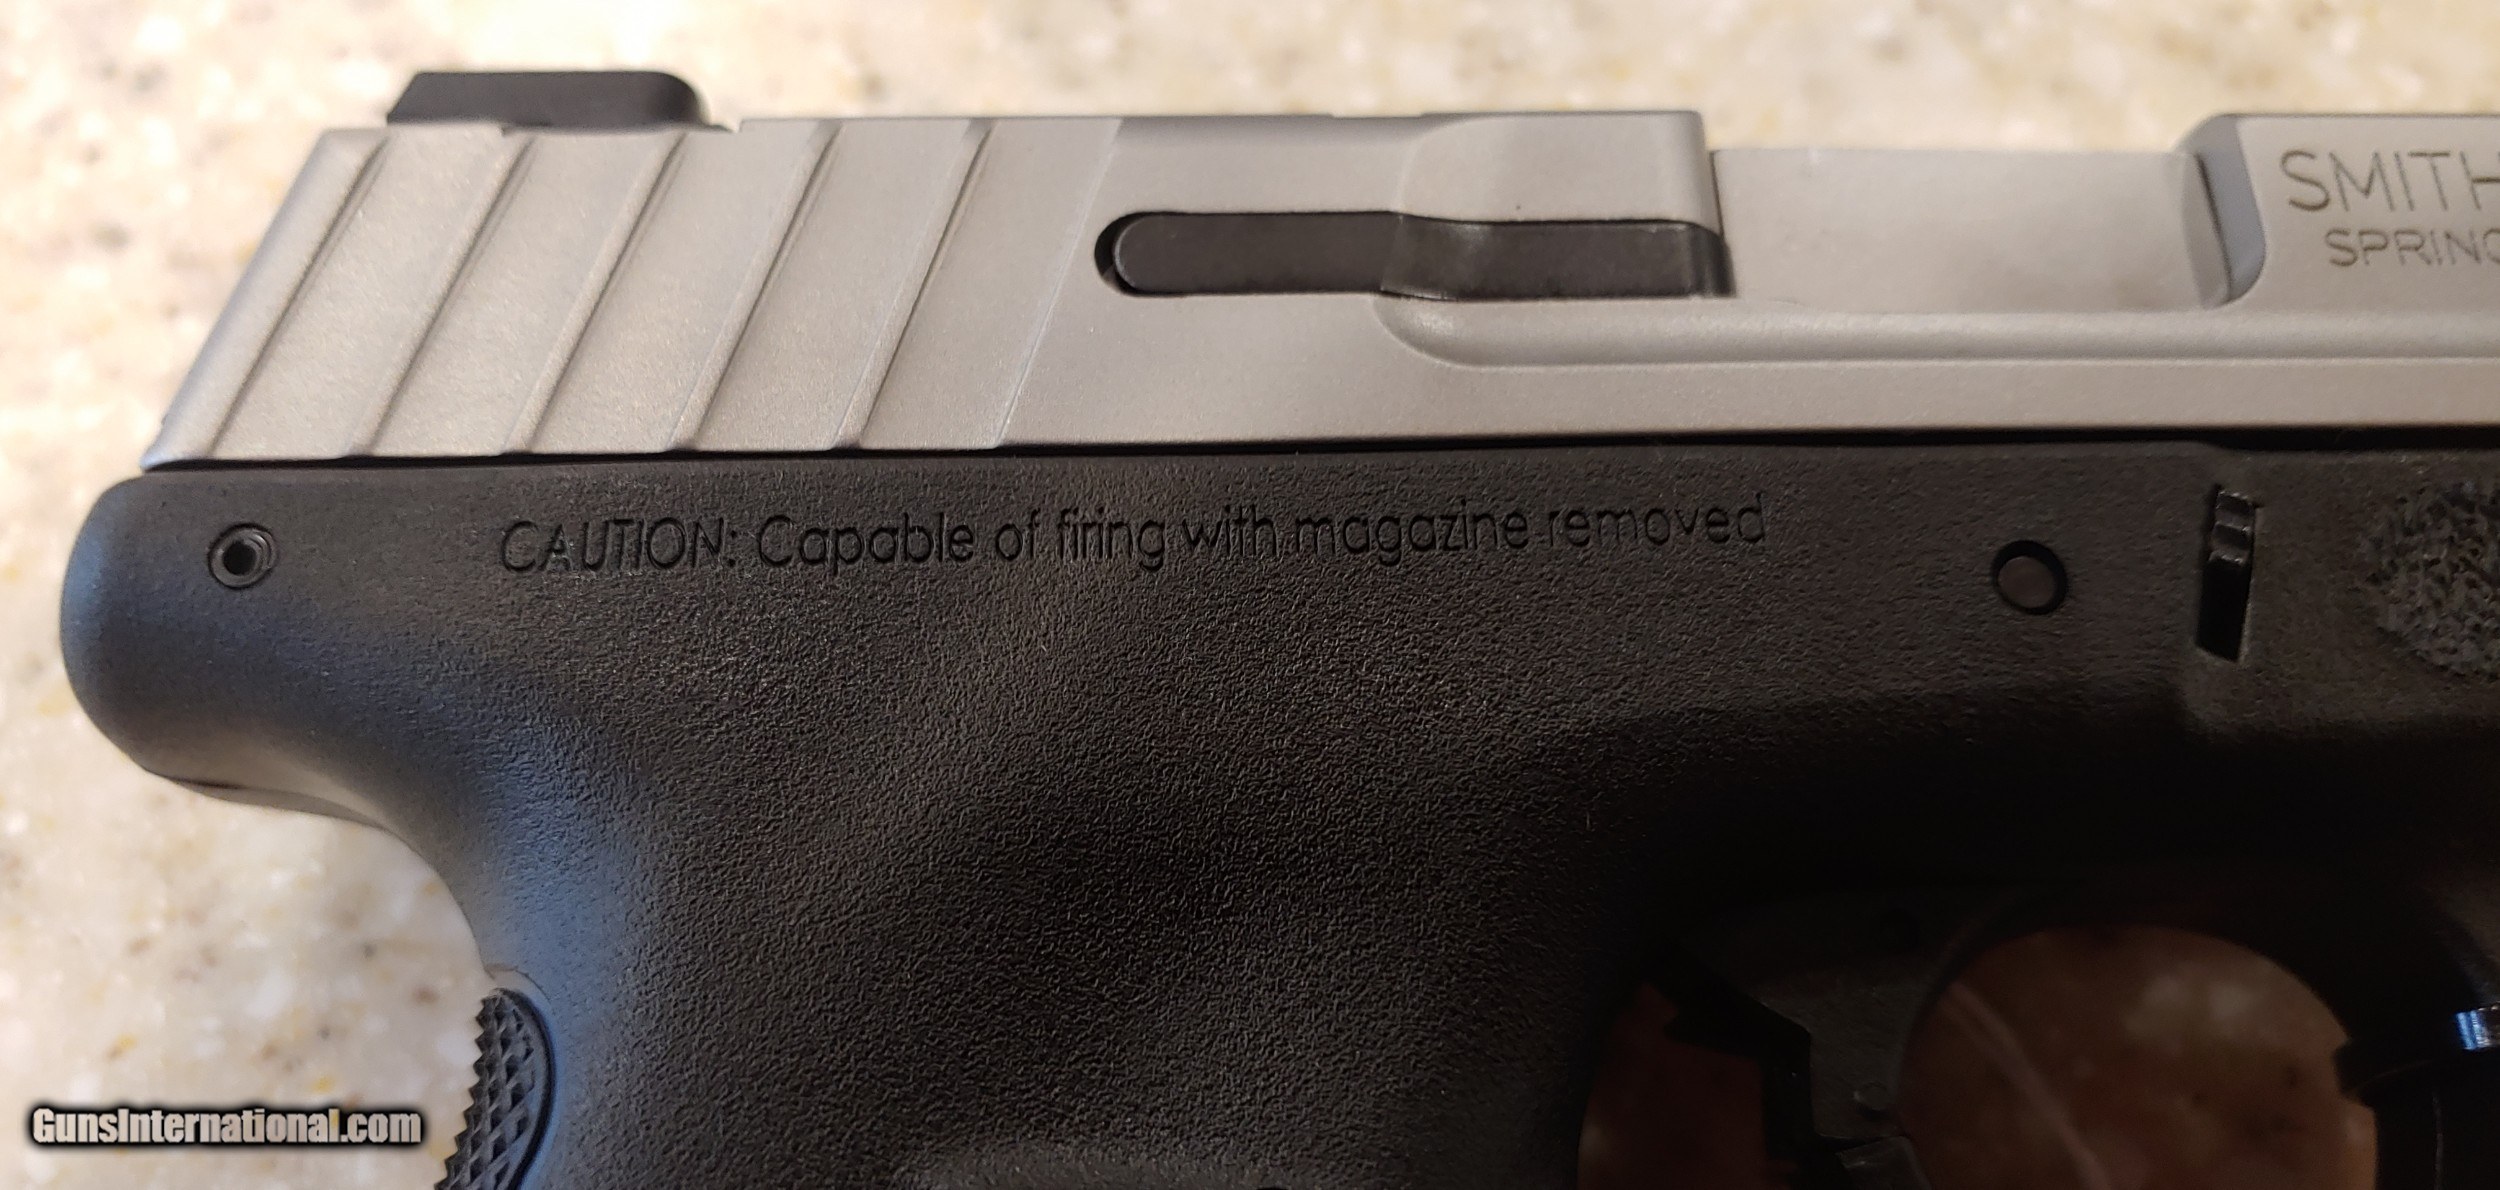 SMITH
SPRING
CAUTION: Capable of firing with magazine removed
GunsInternational.com